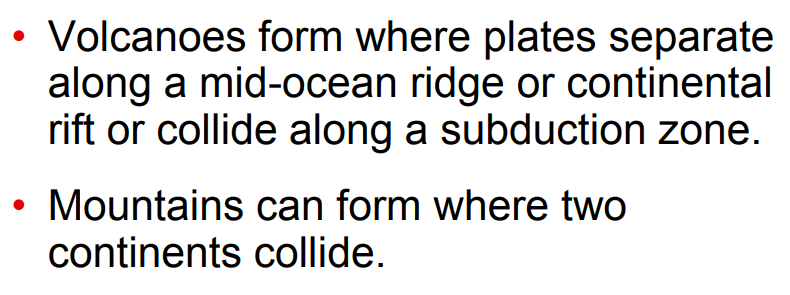 • Volcanoes form where plates separate
along a mid-ocean ridge or continental
rift or collide along a subduction zone.
• Mountains can form where two
continents collide.